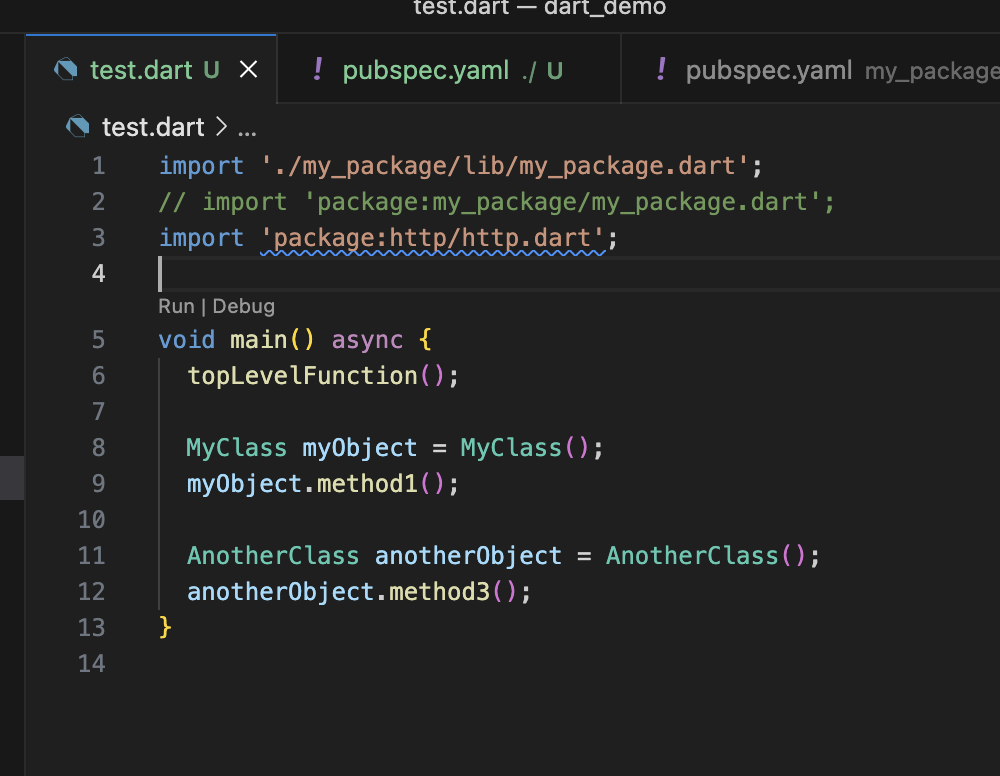 test.dart — dart_demo
test.dart U
! pubspec.yaml ./ U
! pubspec.yaml my_package
test.dart > ...
1 import './my_package/lib/my_package.dart';
2 // import 'package:my_package/my_package.dart';
3 import 'package:http/http.dart';
4
Run | Debug
5 void main() async {
6 topLevelFunction();
7
8 MyClass myObject = MyClass();
9 myObject.method1();
10
11 AnotherClass anotherObject = AnotherClass();
12 anotherObject.method3();
13 }
14